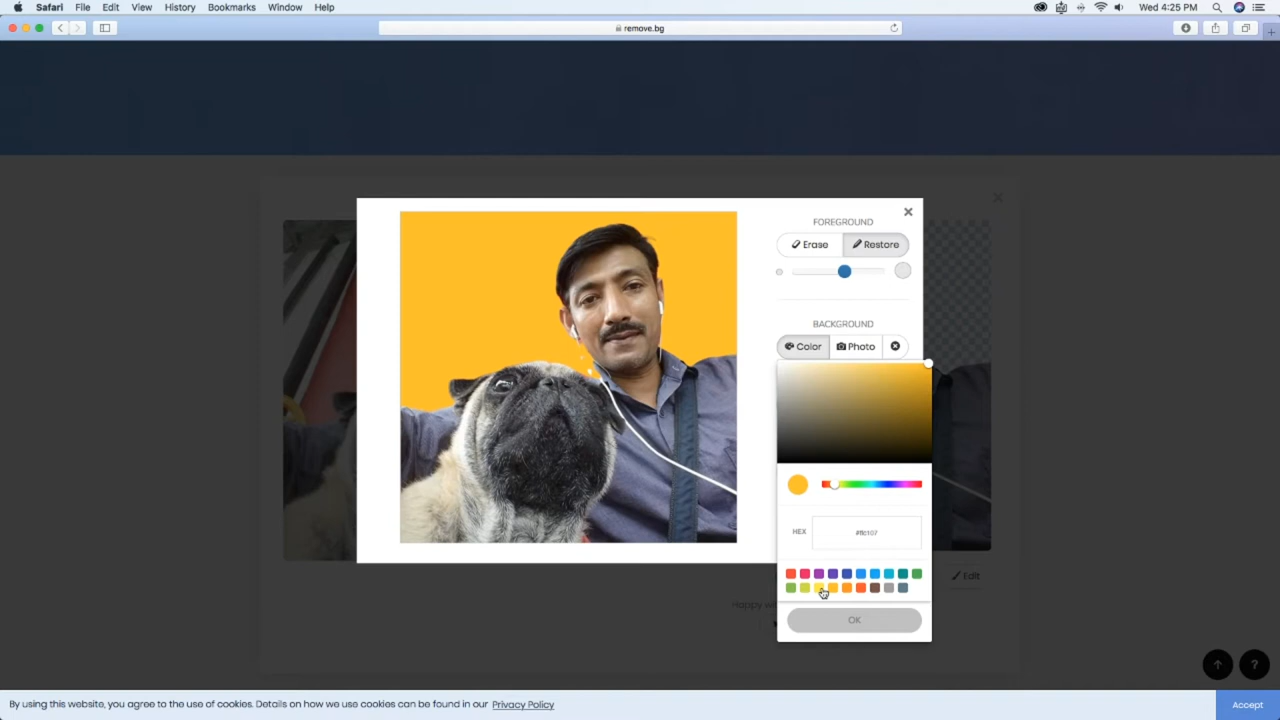 Safari File Edit View History Bookmarks Window Help Wed 4:25 PM
remove.bg
FOREGROUND
Erase Restore
BACKGROUND
Color Photo
HEX #ffc107
Edit
Happy
OK
By using this website, you agree to the use of cookies. Details on how we use cookies can be found in our Privacy Policy
Accept
?